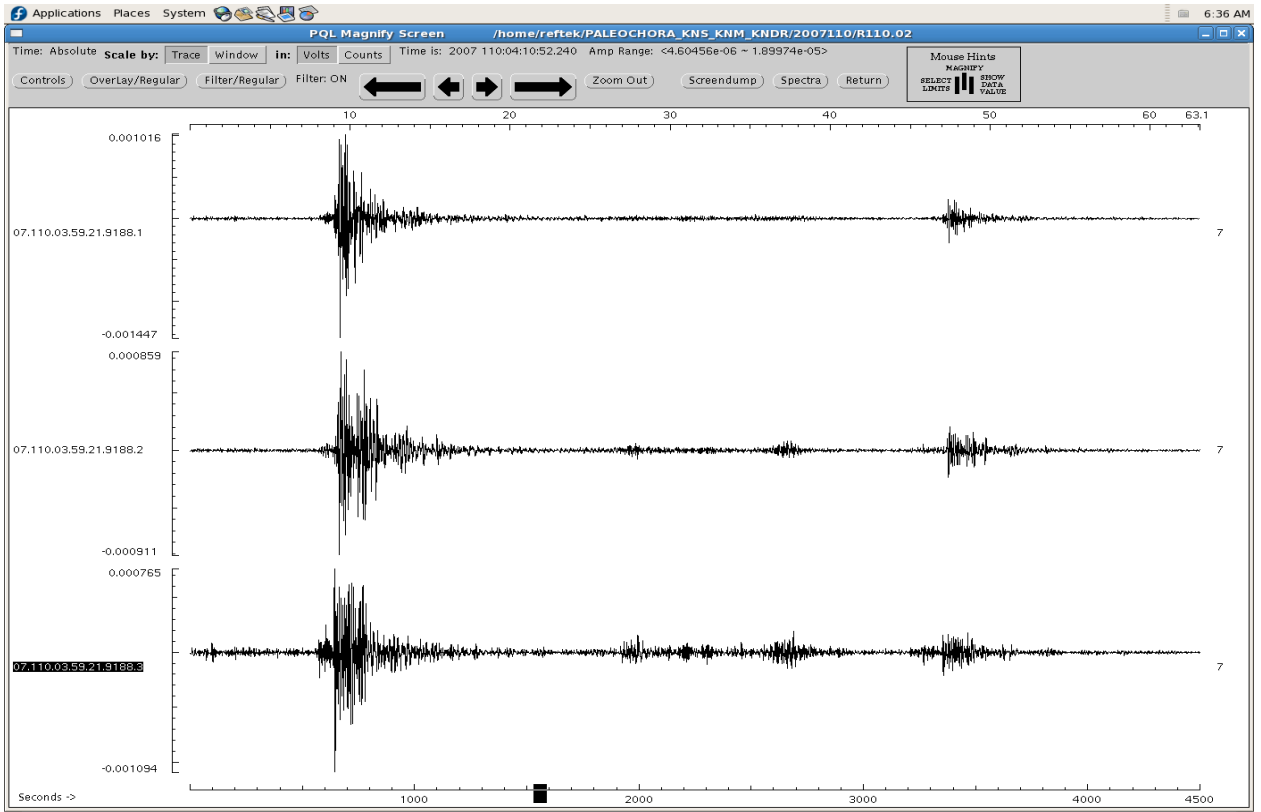 Applications Places System 6:36 AM
PQL Magnify Screen /home/reftek/PALEOCHORA_KNS_KNM_KNDR/2007110/R110.02
Time: Absolute Scale by: Trace Window in: Volts Counts Time is: 2007 110:04:10:52.240 Amp Range: <4.60456e-06 ~ 1.89974e-05>
Controls OverLay/Regular Filter/Regular Filter: ON Zoom Out Screendump Spectra Return
Mouse Hints
MAGNIFY
SELECT SHOW
LIMITS DATA
VALUE
10 20 30 40 50 60 63.1
0.001016
07.110.03.59.21.9188.1 7
-0.001447
0.000859
07.110.03.59.21.9188.2 7
-0.000911
0.000765
07.110.03.59.21.9188.3 7
-0.001094
Seconds -> 1000 2000 3000 4000 4500